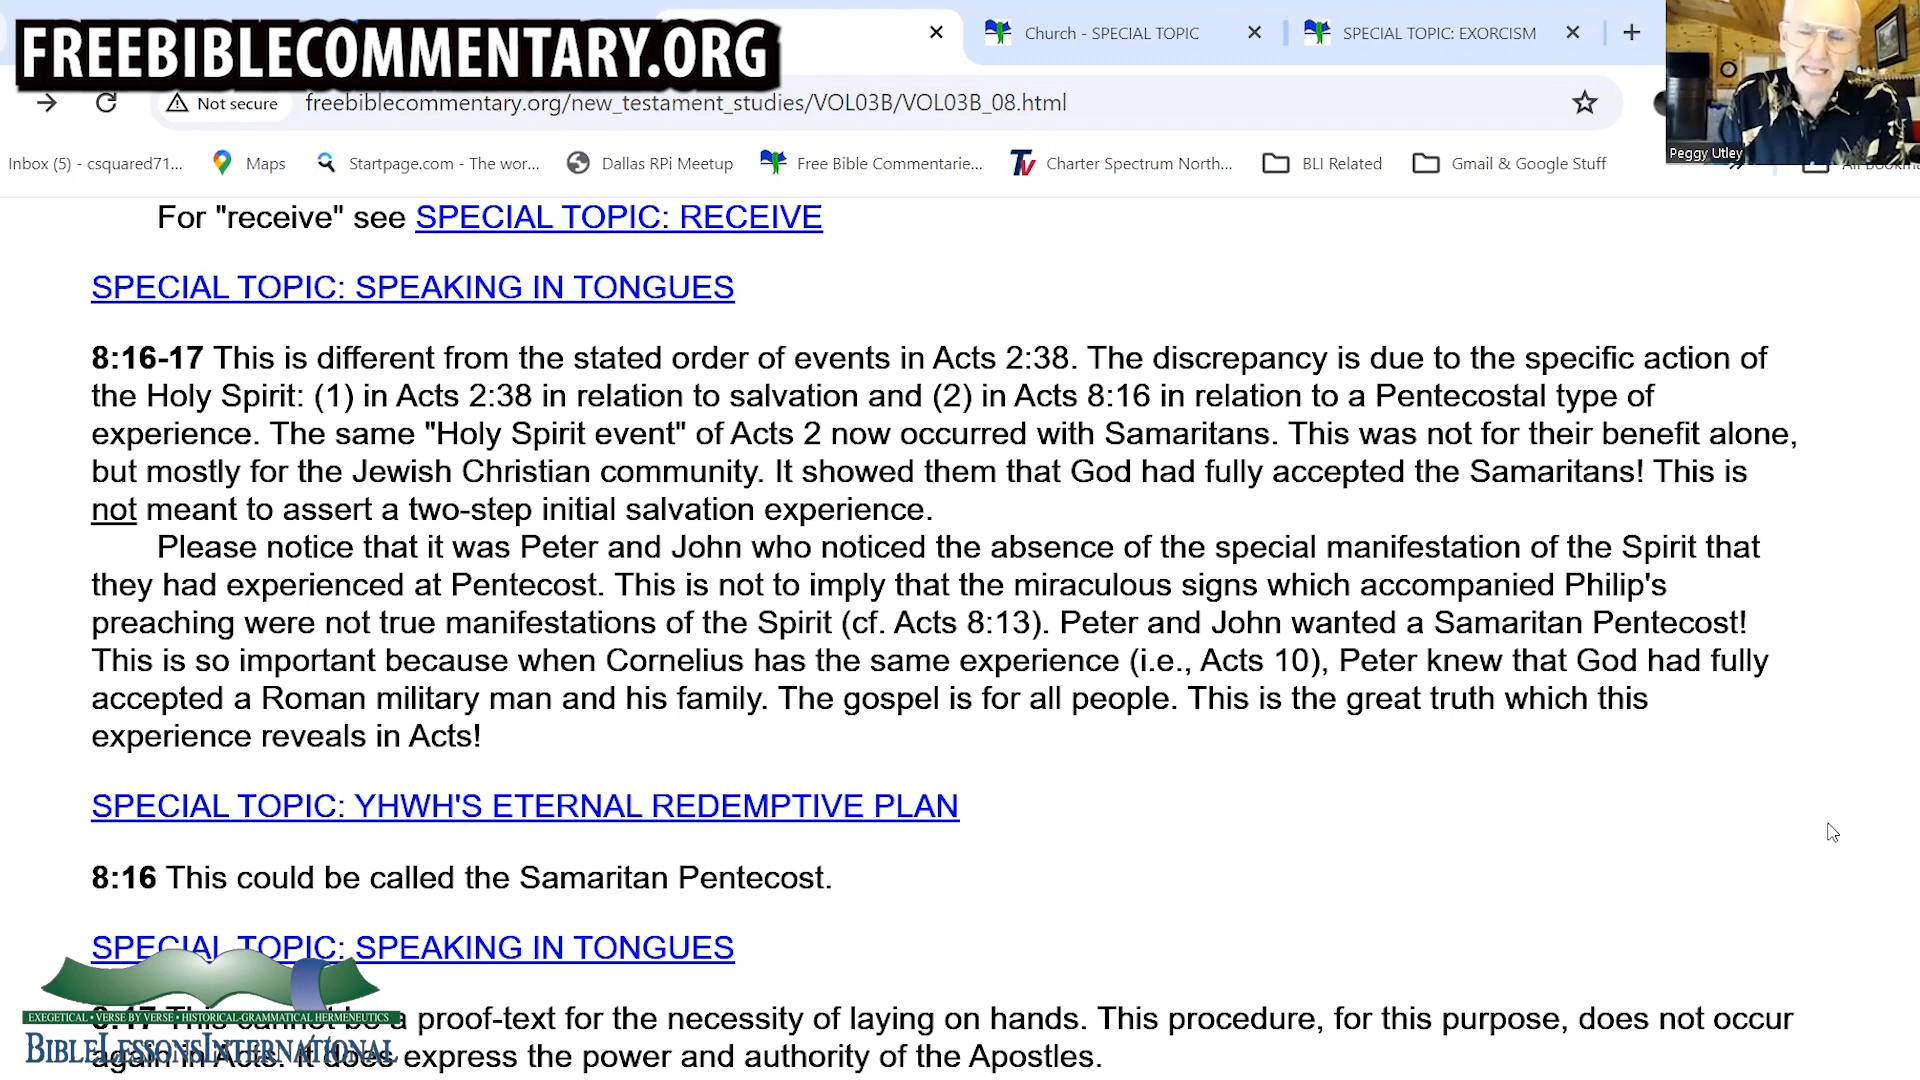 FREEBIBLECOMMENTARY.ORG
Church - SPECIAL TOPIC
SPECIAL TOPIC: EXORCISM
Not secure
freebiblecommentary.org/new_testament_studies/VOL03B/VOL03B_08.html
Peggy Utley
Inbox (5) - csquared71...
Maps
Startpage.com - The wor...
Dallas RPi Meetup
Free Bible Commentarie...
Charter Spectrum North...
BLI Related
Gmail & Google Stuff
For "receive" see SPECIAL TOPIC: RECEIVE
SPECIAL TOPIC: SPEAKING IN TONGUES
8:16-17 This is different from the stated order of events in Acts 2:38. The discrepancy is due to the specific action of
the Holy Spirit: (1) in Acts 2:38 in relation to salvation and (2) in Acts 8:16 in relation to a Pentecostal type of
experience. The same "Holy Spirit event" of Acts 2 now occurred with Samaritans. This was not for their benefit alone,
but mostly for the Jewish Christian community. It showed them that God had fully accepted the Samaritans! This is
not meant to assert a two-step initial salvation experience.
Please notice that it was Peter and John who noticed the absence of the special manifestation of the Spirit that
they had experienced at Pentecost. This is not to imply that the miraculous signs which accompanied Philip's
preaching were not true manifestations of the Spirit (cf. Acts 8:13). Peter and John wanted a Samaritan Pentecost!
This is so important because when Cornelius has the same experience (i.e., Acts 10), Peter knew that God had fully
accepted a Roman military man and his family. The gospel is for all people. This is the great truth which this
experience reveals in Acts!
SPECIAL TOPIC: YHWH'S ETERNAL REDEMPTIVE PLAN
8:16 This could be called the Samaritan Pentecost.
SPECIAL TOPIC: SPEAKING IN TONGUES
8:17 This cannot be a proof-text for the necessity of laying on hands. This procedure, for this purpose, does not occur
again in Acts. It does express the power and authority of the Apostles.
EXEGETICAL • VERSE BY VERSE • HISTORICAL-GRAMMATICAL HERMENEUTICS
BIBLELESSONSINTERNATIONAL